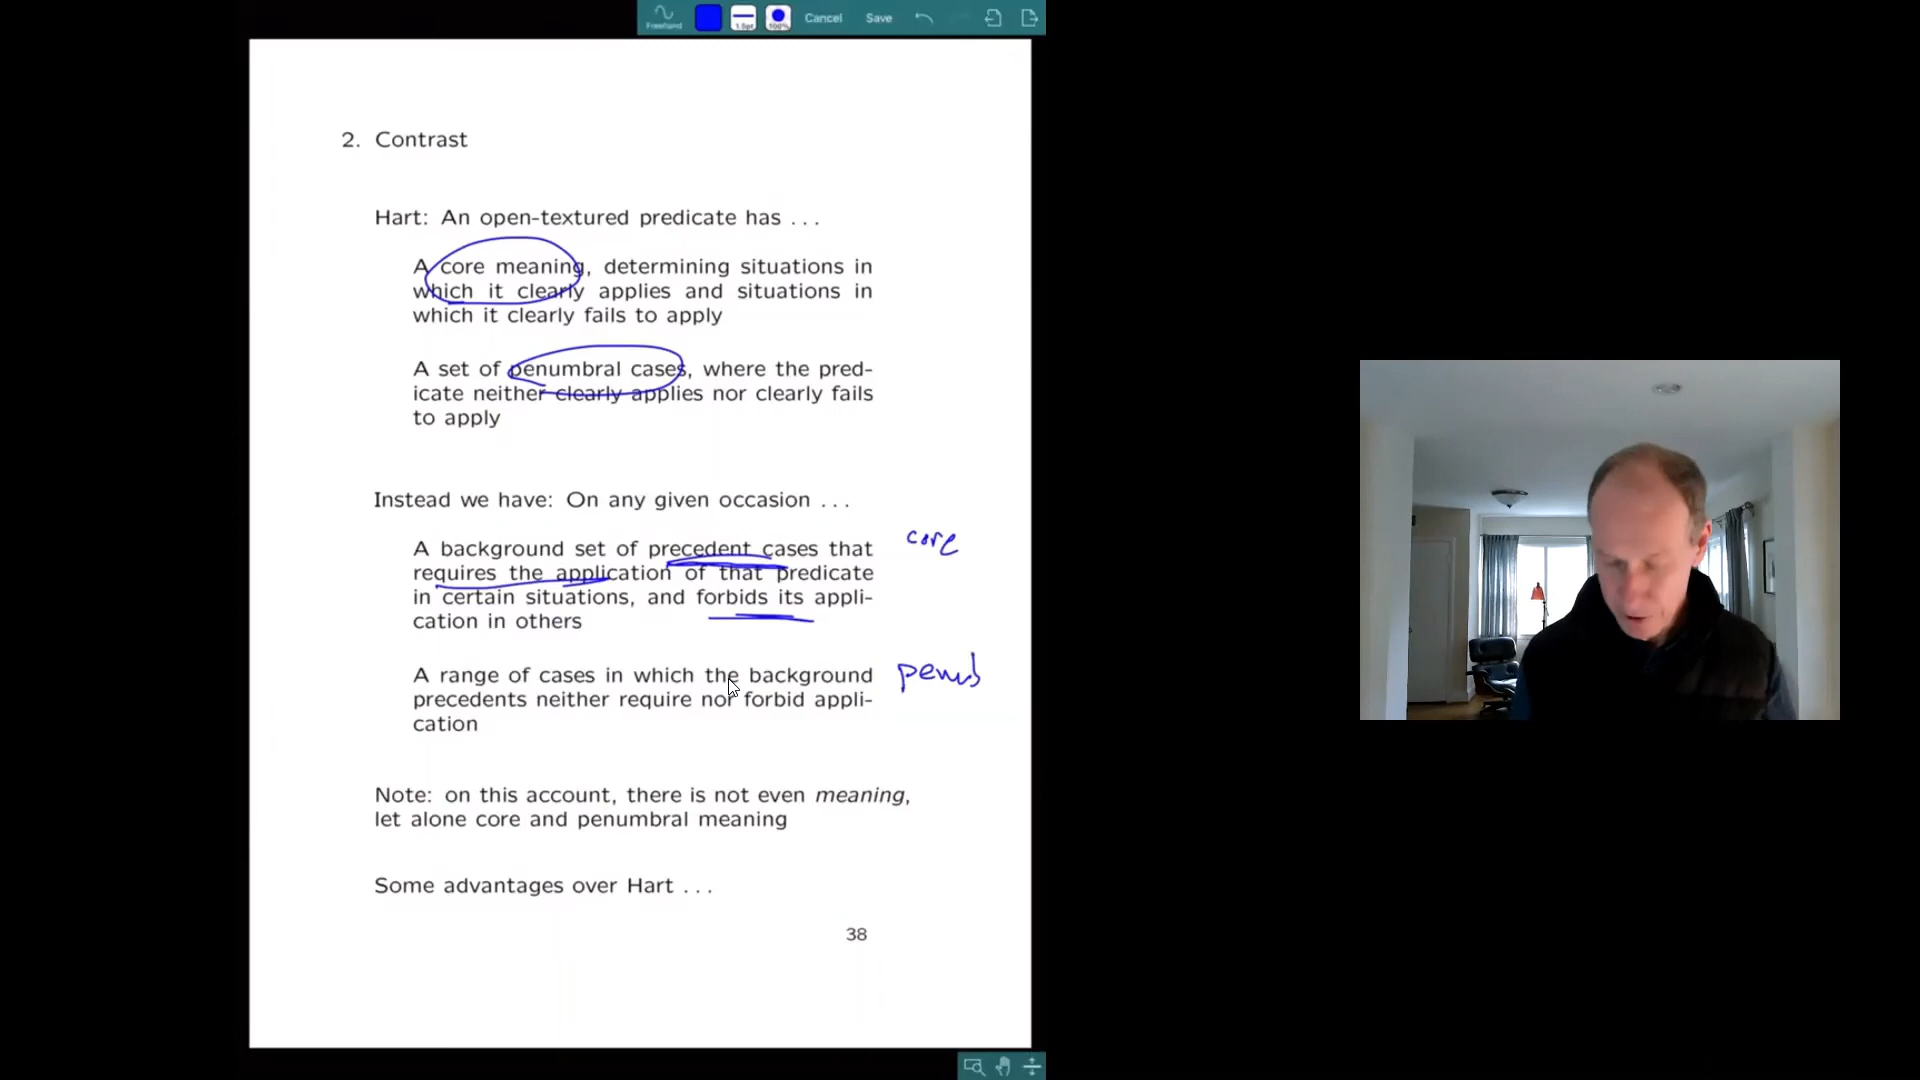 Freehand
1.5pt
100%
Cancel
Save
2. Contrast
Hart: An open-textured predicate has . . .
A core meaning, determining situations in
which it clearly applies and situations in
which it clearly fails to apply
A set of penumbral cases, where the pred-
icate neither clearly applies nor clearly fails
to apply
Instead we have: On any given occasion . . .
core
A background set of precedent cases that
requires the application of that predicate
in certain situations, and forbids its appli-
cation in others
penub
A range of cases in which the background
precedents neither require nor forbid appli-
cation
Note: on this account, there is not even meaning,
let alone core and penumbral meaning
Some advantages over Hart . . .
38